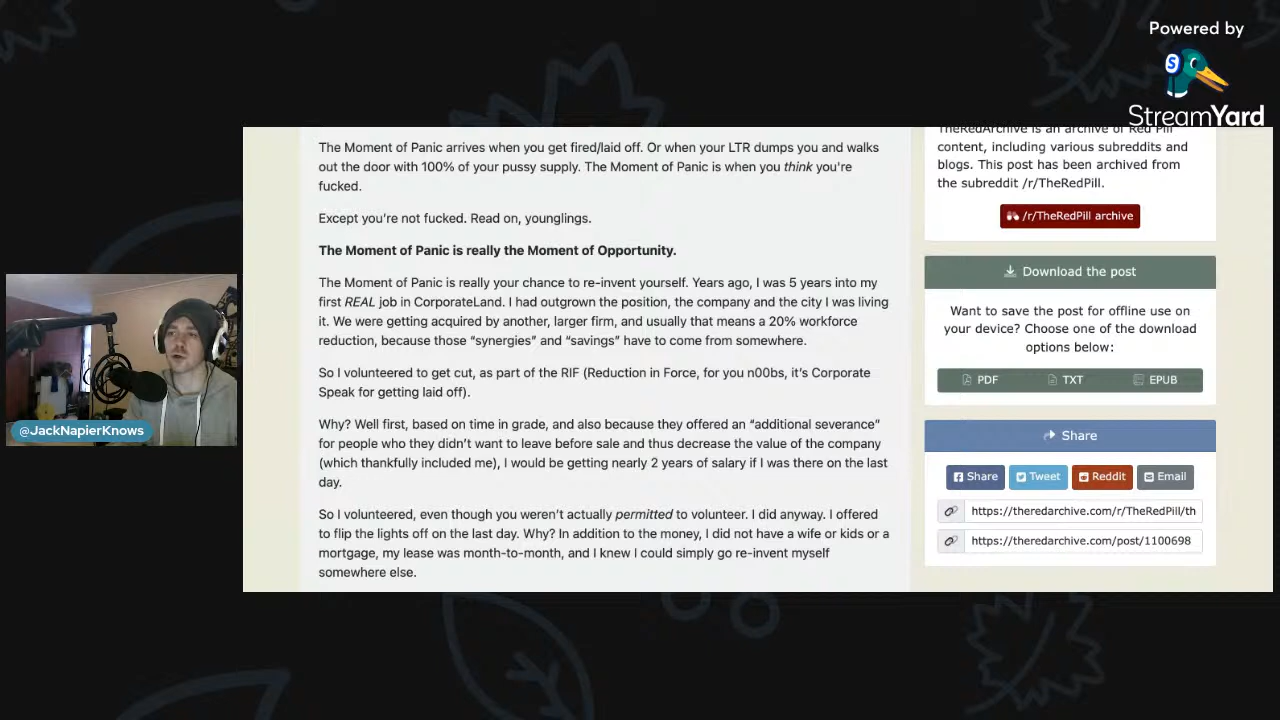 Powered by
S
StreamYard
The Moment of Panic arrives when you get fired/laid off. Or when your LTR dumps you and walks
out the door with 100% of your pussy supply. The Moment of Panic is when you think you're
fucked.
Except you're not fucked. Read on, younglings.
The Moment of Panic is really the Moment of Opportunity.
The Moment of Panic is really your chance to re-invent yourself. Years ago, I was 5 years into my
first REAL job in CorporateLand. I had outgrown the position, the company and the city I was living
it. We were getting acquired by another, larger firm, and usually that means a 20% workforce
reduction, because those “synergies” and “savings” have to come from somewhere.
So I volunteered to get cut, as part of the RIF (Reduction in Force, for you n00bs, it's Corporate
Speak for getting laid off).
Why? Well first, based on time in grade, and also because they offered an “additional severance”
for people who they didn't want to leave before sale and thus decrease the value of the company
(which thankfully included me), I would be getting nearly 2 years of salary if I was there on the last
day.
So I volunteered, even though you weren't actually permitted to volunteer. I did anyway. I offered
to flip the lights off on the last day. Why? In addition to the money, I did not have a wife or kids or a
mortgage, my lease was month-to-month, and I knew I could simply go re-invent myself
somewhere else.
TheRedArchive is an archive of Red Pill
content, including various subreddits and
blogs. This post has been archived from
the subreddit /r/TheRedPill.
/r/TheRedPill archive
Download the post
Want to save the post for offline use on
your device? Choose one of the download
options below:
PDF TXT EPUB
Share
Share Tweet Reddit Email
https://theredarchive.com/r/TheRedPill/th
https://theredarchive.com/post/1100698
@JackNapierKnows